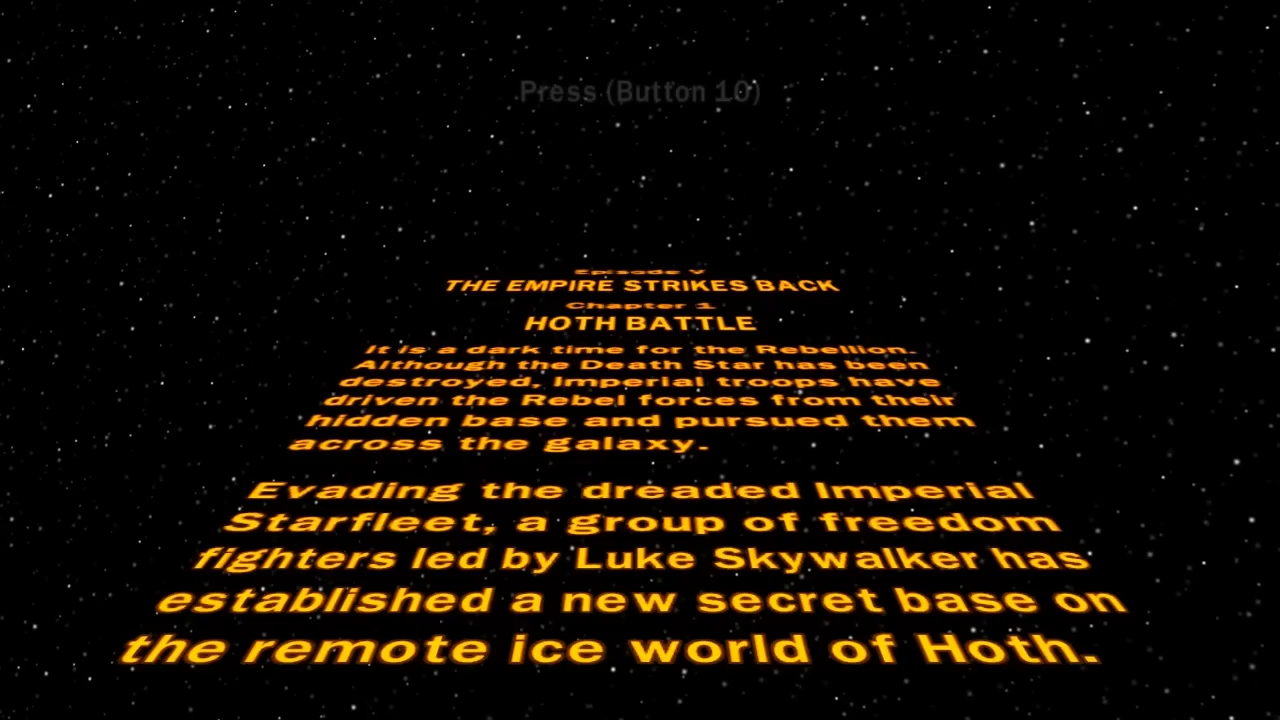 Press (Button 10)
Episode V
THE EMPIRE STRIKES BACK
Chapter 1
HOTH BATTLE
It is a dark time for the Rebellion.
Although the Death Star has been
destroyed, Imperial troops have
driven the Rebel forces from their
hidden base and pursued them
across the galaxy.
Evading the dreaded Imperial
Starfleet, a group of freedom
fighters led by Luke Skywalker has
established a new secret base on
the remote ice world of Hoth.